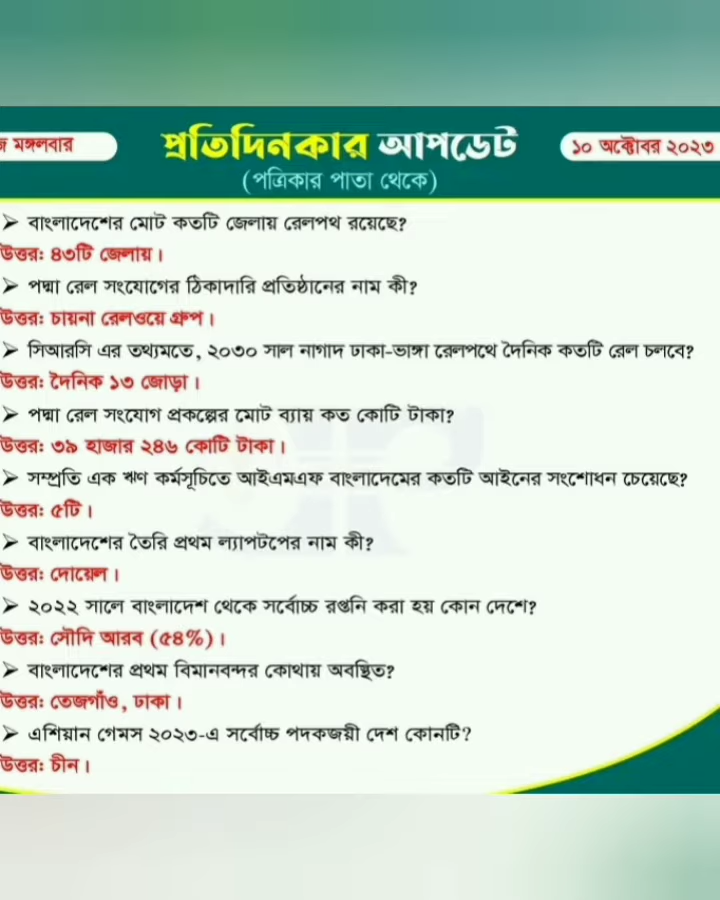 মঙ্গলবার
প্রতিদিনকার আপডেট
১০ অক্টোবর ২০২৩
(পত্রিকার পাতা থেকে)
➢ বাংলাদেশের মোট কতটি জেলায় রেলপথ রয়েছে?
উত্তর: ৪৩টি জেলায়।
➢ পদ্মা রেল সংযোগের ঠিকাদারি প্রতিষ্ঠানের নাম কী?
উত্তর: চায়না রেলওয়ে গ্রুপ।
➢ সিআরসি এর তথ্যমতে, ২০৩০ সাল নাগাদ ঢাকা-ভাঙ্গা রেলপথে দৈনিক কতটি রেল চলবে?
উত্তর: দৈনিক ১৩ জোড়া।
➢ পদ্মা রেল সংযোগ প্রকল্পের মোট ব্যায় কত কোটি টাকা?
উত্তর: ৩৯ হাজার ২৪৬ কোটি টাকা।
➢ সম্প্রতি এক ঋণ কর্মসূচিতে আইএমএফ বাংলাদেমের কতটি আইনের সংশোধন চেয়েছে?
উত্তর: ৫টি।
➢ বাংলাদেশের তৈরি প্রথম ল্যাপটপের নাম কী?
উত্তর: দোয়েল।
➢ ২০২২ সালে বাংলাদেশ থেকে সর্বোচ্চ রপ্তনি করা হয় কোন দেশে?
উত্তর: সৌদি আরব (৫৪%)।
➢ বাংলাদেশের প্রথম বিমানবন্দর কোথায় অবস্থিত?
উত্তর: তেজগাঁও, ঢাকা।
➢ এশিয়ান গেমস ২০২৩-এ সর্বোচ্চ পদকজয়ী দেশ কোনটি?
উত্তর: চীন।